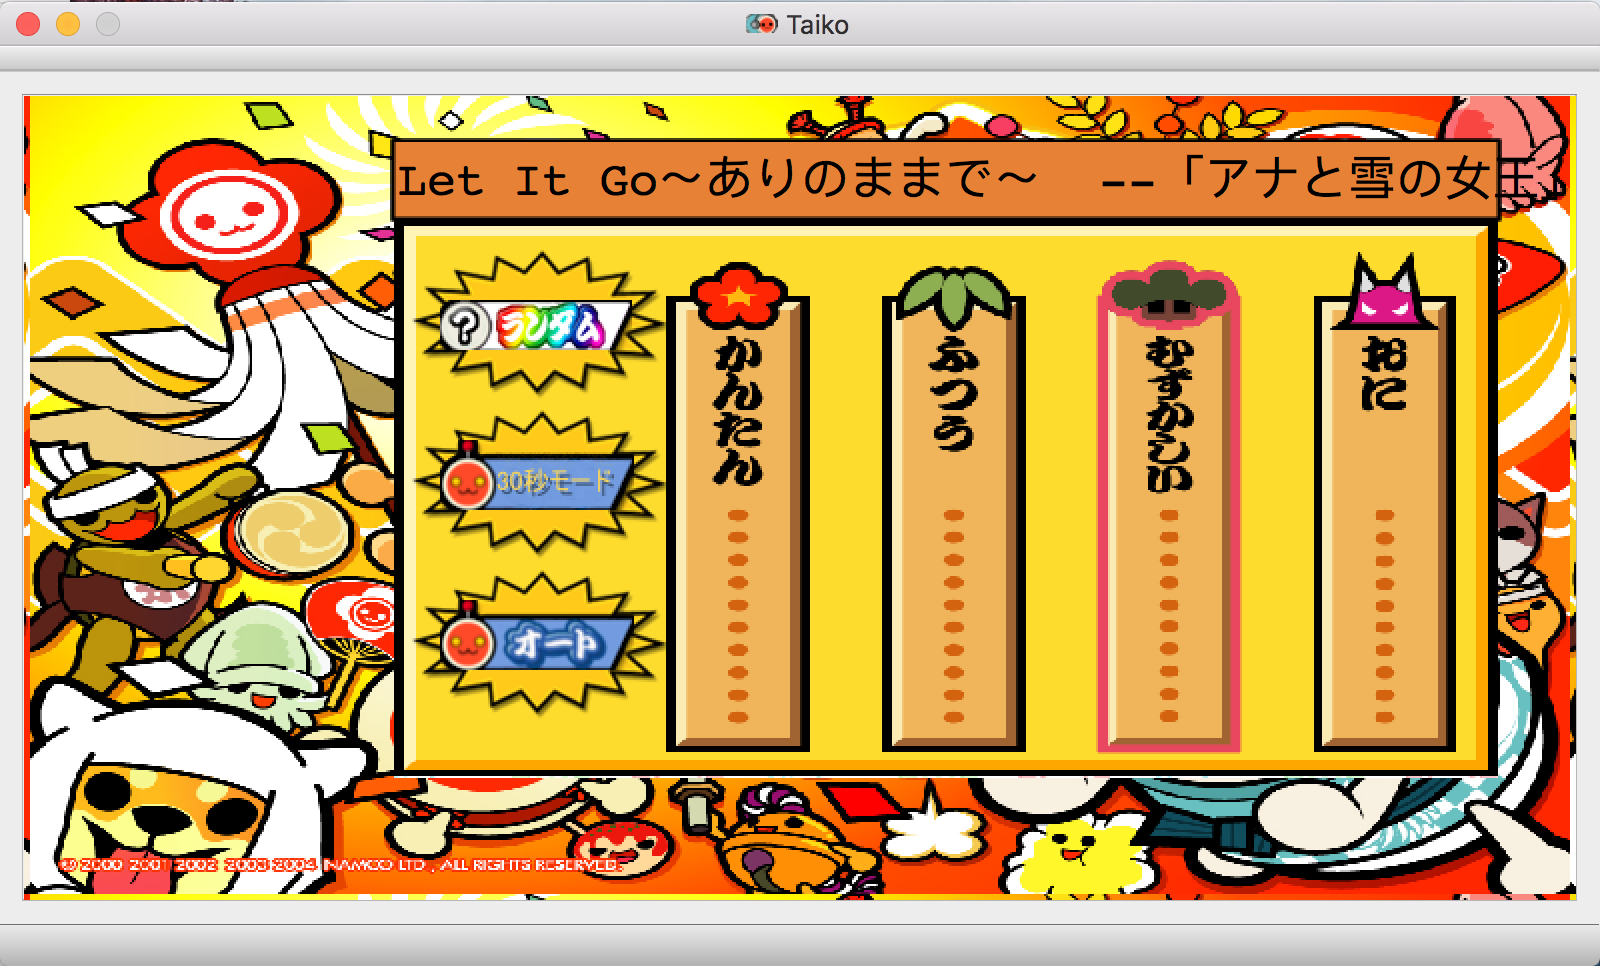 Taiko
Let It Go～ありのままで～ --「アナと雪の女王」
?
ランダム
30秒モード
オート
かんたん
ふつう
むずかしい
おに
© 2000 2001 2002 2003 2004 NAMCO LTD., ALL RIGHTS RESERVED.